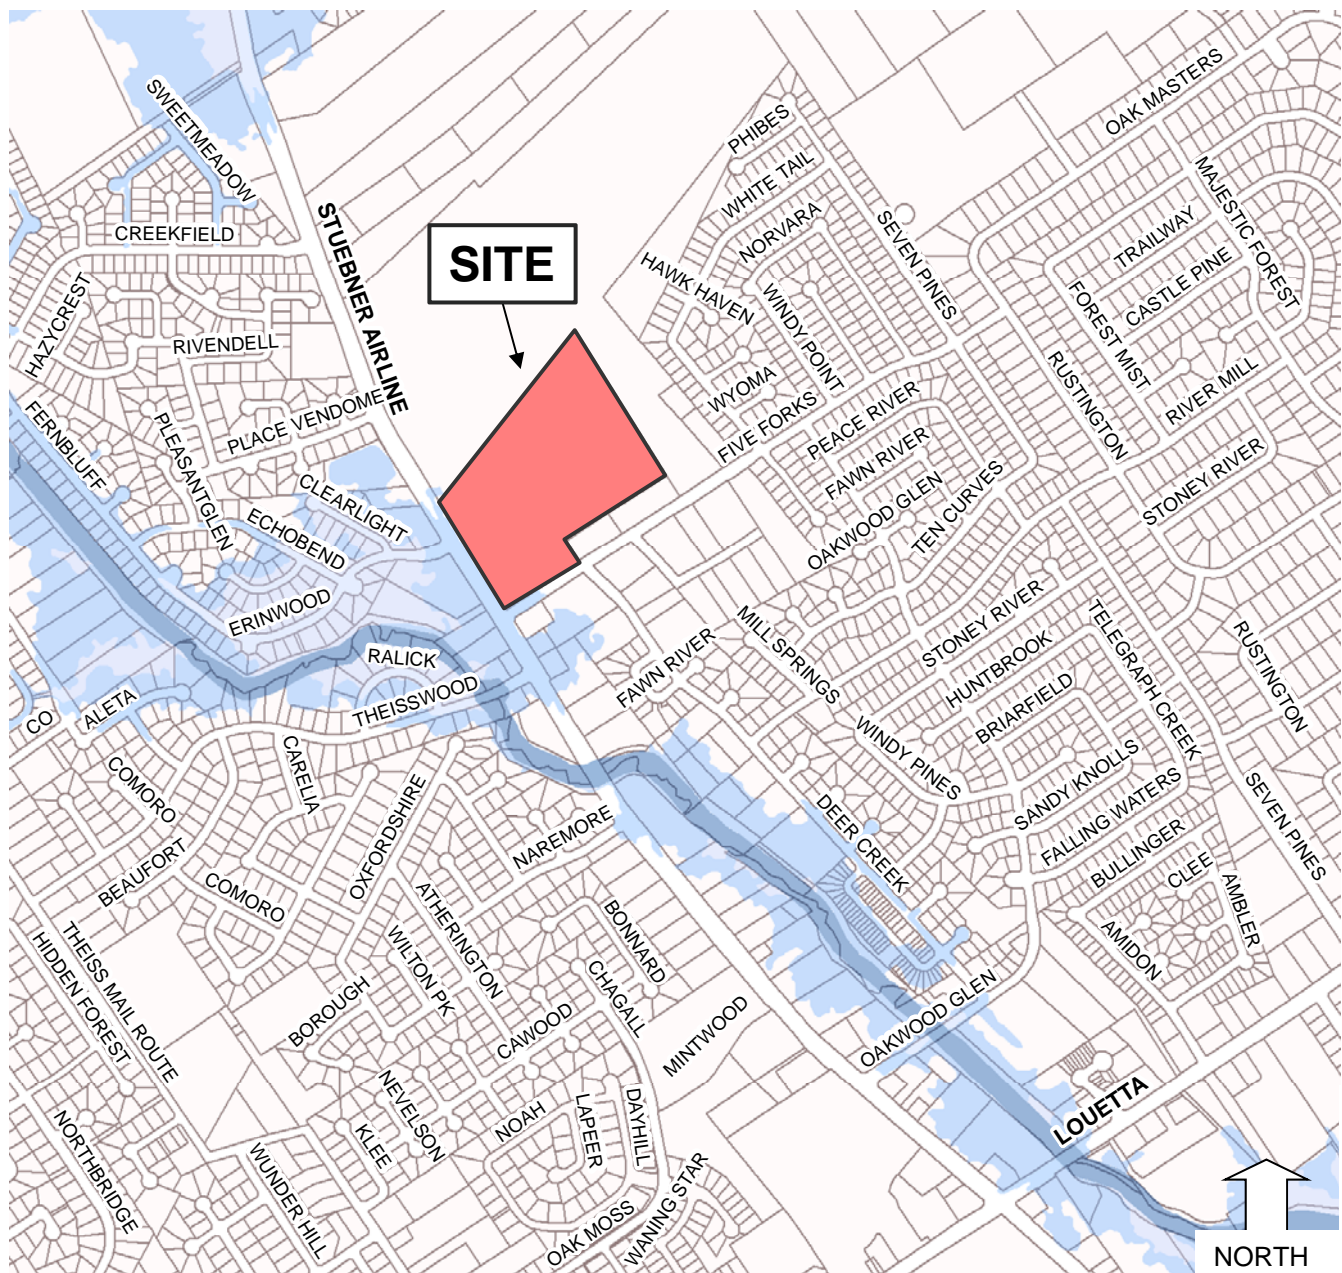 SWEETMEADOW
CREEKFIELD
HAZYCREST
RIVENDELL
STUEBNER AIRLINE
SITE
PHIBES
WHITE TAIL
NORVARA
HAWK HAVEN
WINDY POINT
SEVEN PINES
OAK MASTERS
MAJESTIC FOREST
TRAILWAY
CASTLE PINE
FOREST MIST
RIVER MILL
RUSTINGTON
WYOMA
FIVE FORKS
PEACE RIVER
FAWN RIVER
OAKWOOD GLEN
TEN CURVES
STONEY RIVER
PLACE VENDOME
PLEASANTGLEN
FERNBLUFF
CLEARLIGHT
ECHOBEND
ERINWOOD
RALICK
THEISSWOOD
FAWN RIVER
MILL SPRINGS
STONEY RIVER
HUNTBROOK
BRIARFIELD
TELEGRAPH CREEK
RUSTINGTON
WINDY PINES
SANDY KNOLLS
FALLING WATERS
BULLINGER
CLEE
AMBLER
AMIDON
SEVEN PINES
DEER CREEK
CO
ALETA
COMORO
CARELIA
BEAUFORT
COMORO
OXFORDSHIRE
NAREMORE
ATHERINGTON
WILTON PK
BONNARD
CHAGALL
CAWOOD
MINTWOOD
OAKWOOD GLEN
THEISS MAIL ROUTE
HIDDEN FOREST
BOROUGH
NEVELSON
KLEE
NOAH
LAPEER
DAYHILL
LOUETTA
NORTHBRIDGE
WUNDER HILL
OAK MOSS
WANING STAR
NORTH